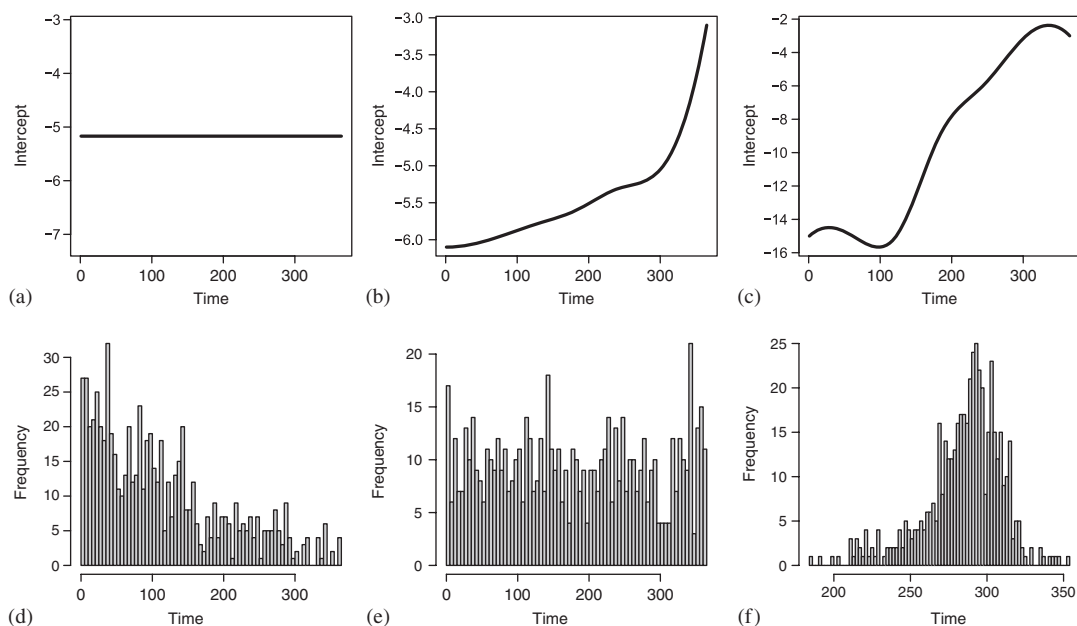 −3
−4
−5
−6
−7
Intercept
0 100 200 300
Time
(a)
−3.0
−3.5
−4.0
−4.5
−5.0
−5.5
−6.0
Intercept
0 100 200 300
Time
(b)
−2
−4
−6
−8
−10
−12
−14
−16
Intercept
0 100 200 300
Time
(c)
30
25
20
15
10
5
0
Frequency
0 100 200 300
Time
(d)
20
15
10
5
0
Frequency
0 100 200 300
Time
(e)
25
20
15
10
5
0
Frequency
200 250 300 350
Time
(f)